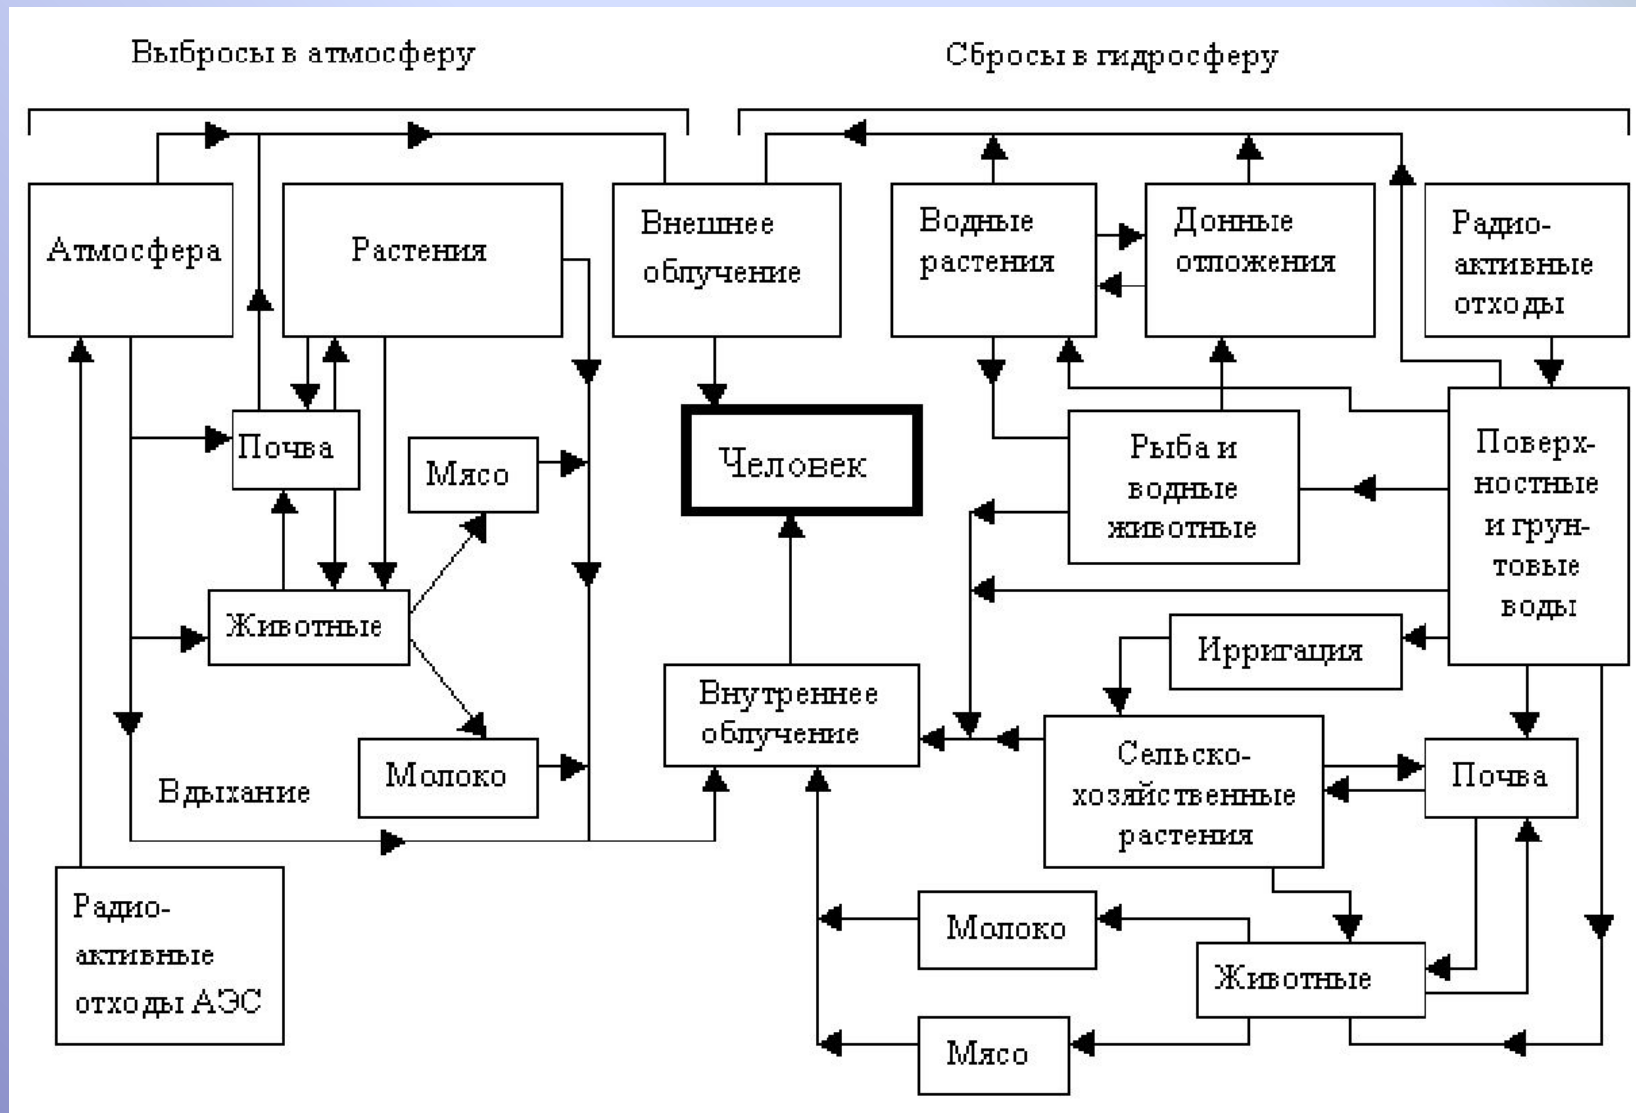 Выбросы в атмосферу
Сбросы в гидросферу
Атмосфера
Растения
Внешнее
облучение
Водные
растения
Донные
отложения
Радио-
активные
отходы
Почва
Мясо
Человек
Рыба и
водные
животные
Поверх-
ностные
и грун-
товые
воды
Животные
Ирригация
Внутреннее
облучение
Молоко
Вдыхание
Сельско-
хозяйственные
растения
Почва
Радио-
активные
отходы АЭС
Молоко
Животные
Мясо